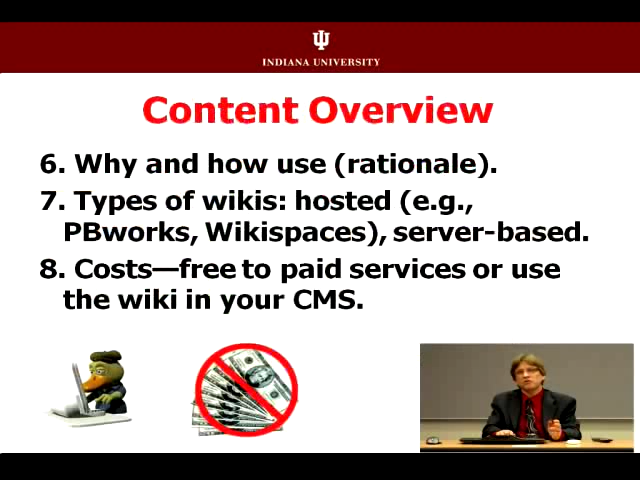 INDIANA UNIVERSITY
Content Overview
6. Why and how use (rationale).
7. Types of wikis: hosted (e.g.,
PBworks, Wikispaces), server-based.
8. Costs—free to paid services or use
the wiki in your CMS.